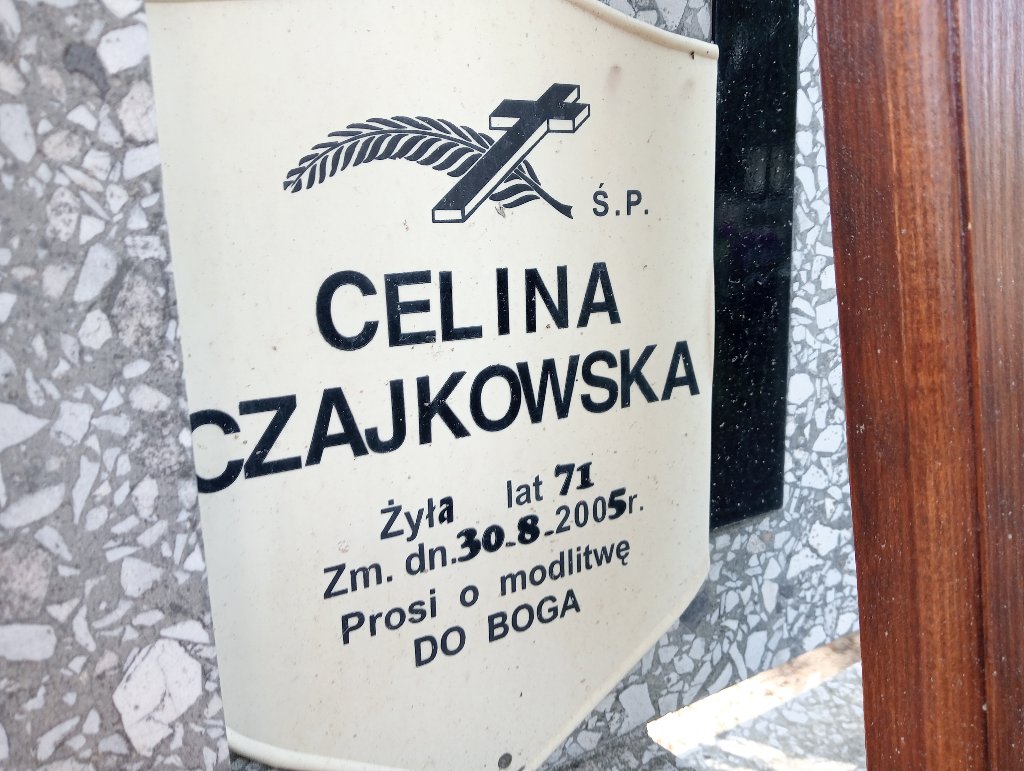 Ś.P.
CELINA
CZAJKOWSKA
Żyła lat 71
Zm. dn. 30.8.2005r.
Prosi o modlitwę
DO BOGA